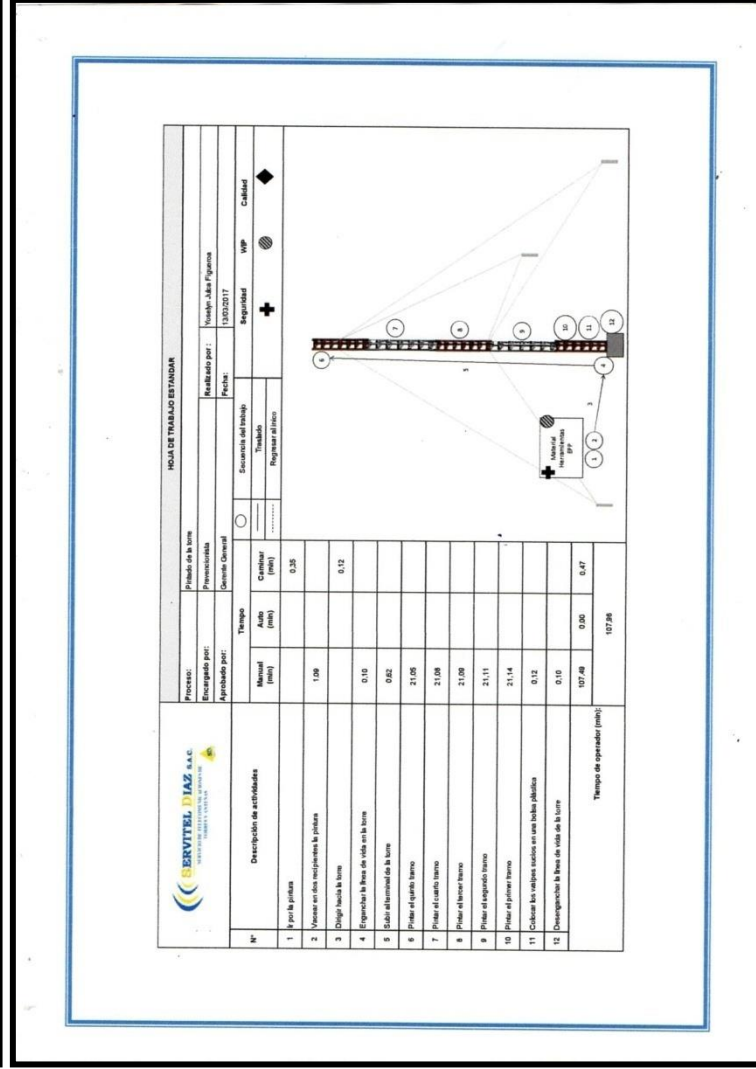 HOJA DE TRABAJO ESTANDAR
SERVITEL DIAZ S.A.C.
Proceso: Pintado de la torre
Encargado por: Prevencionista Realizado por: Yoselyn Julca Figueroa
Aprobado por: Gerente General Fecha: 13/03/2017
N° Descripción de actividades Tiempo
Manual (min) Auto (min) Caminar (min)
Secuencia del trabajo
Traslado
Regresar al inico
Seguridad WIP Calidad
1 Ir por la pintura 0,35
2 Vacear en dos recipientes la pintura 1,09
3 Dirigir hacia la torre 0,12
4 Enganchar la linea de vida en la torre 0,10
5 Subir al terminal de la torre 0,62
6 Pintar el quinto tramo 21,05
7 Pintar el cuarto tramo 21,08
8 Pintar el tercer tramo 21,09
9 Pintar el segundo tramo 21,11
10 Pintar el primer tramo 21,14
11 Colocar los waipes sucios en una bolsa plástica 0,12
12 Desenganchar la linea de vida de la torre 0,10
107,49 0,00 0,47
Tiempo de operador (min): 107,96
6
7
8
5
9
10
11
12
4
3
Material
Herramientas
EPP
1 2